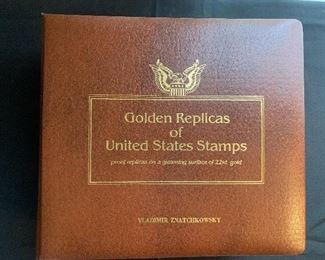 Golden Replicas
of
United States Stamps
proof replicas on a gleaming surface of 22kt. gold
VLADIMIR ZNATCHKOWSKY